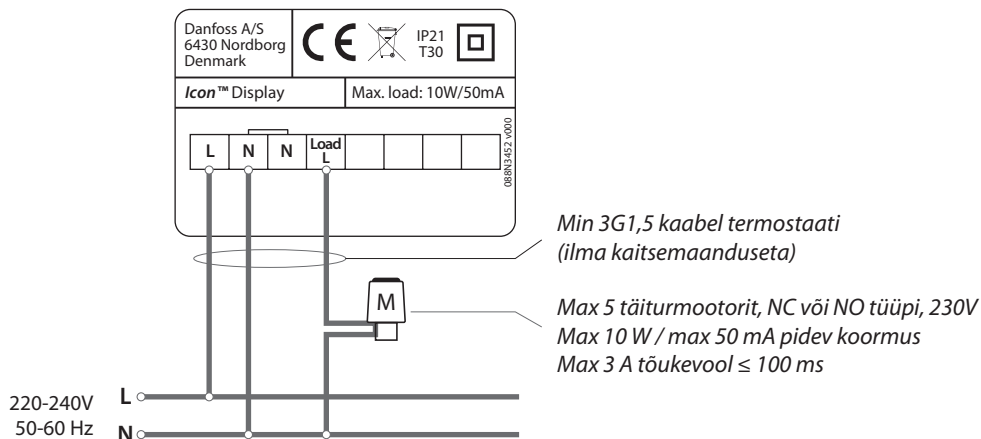 Danfoss A/S
6430 Nordborg
Denmark
CE
IP21
T30
Icon™ Display
Max. load: 10W/50mA
L
N
N
Load
L
088N3452 v000
Min 3G1,5 kaabel termostaati
(ilma kaitsemaanduseta)
M
Max 5 täiturmootorit, NC või NO tüüpi, 230V
Max 10 W / max 50 mA pidev koormus
Max 3 A tõukevool ≤ 100 ms
220-240V
50-60 Hz
L
N